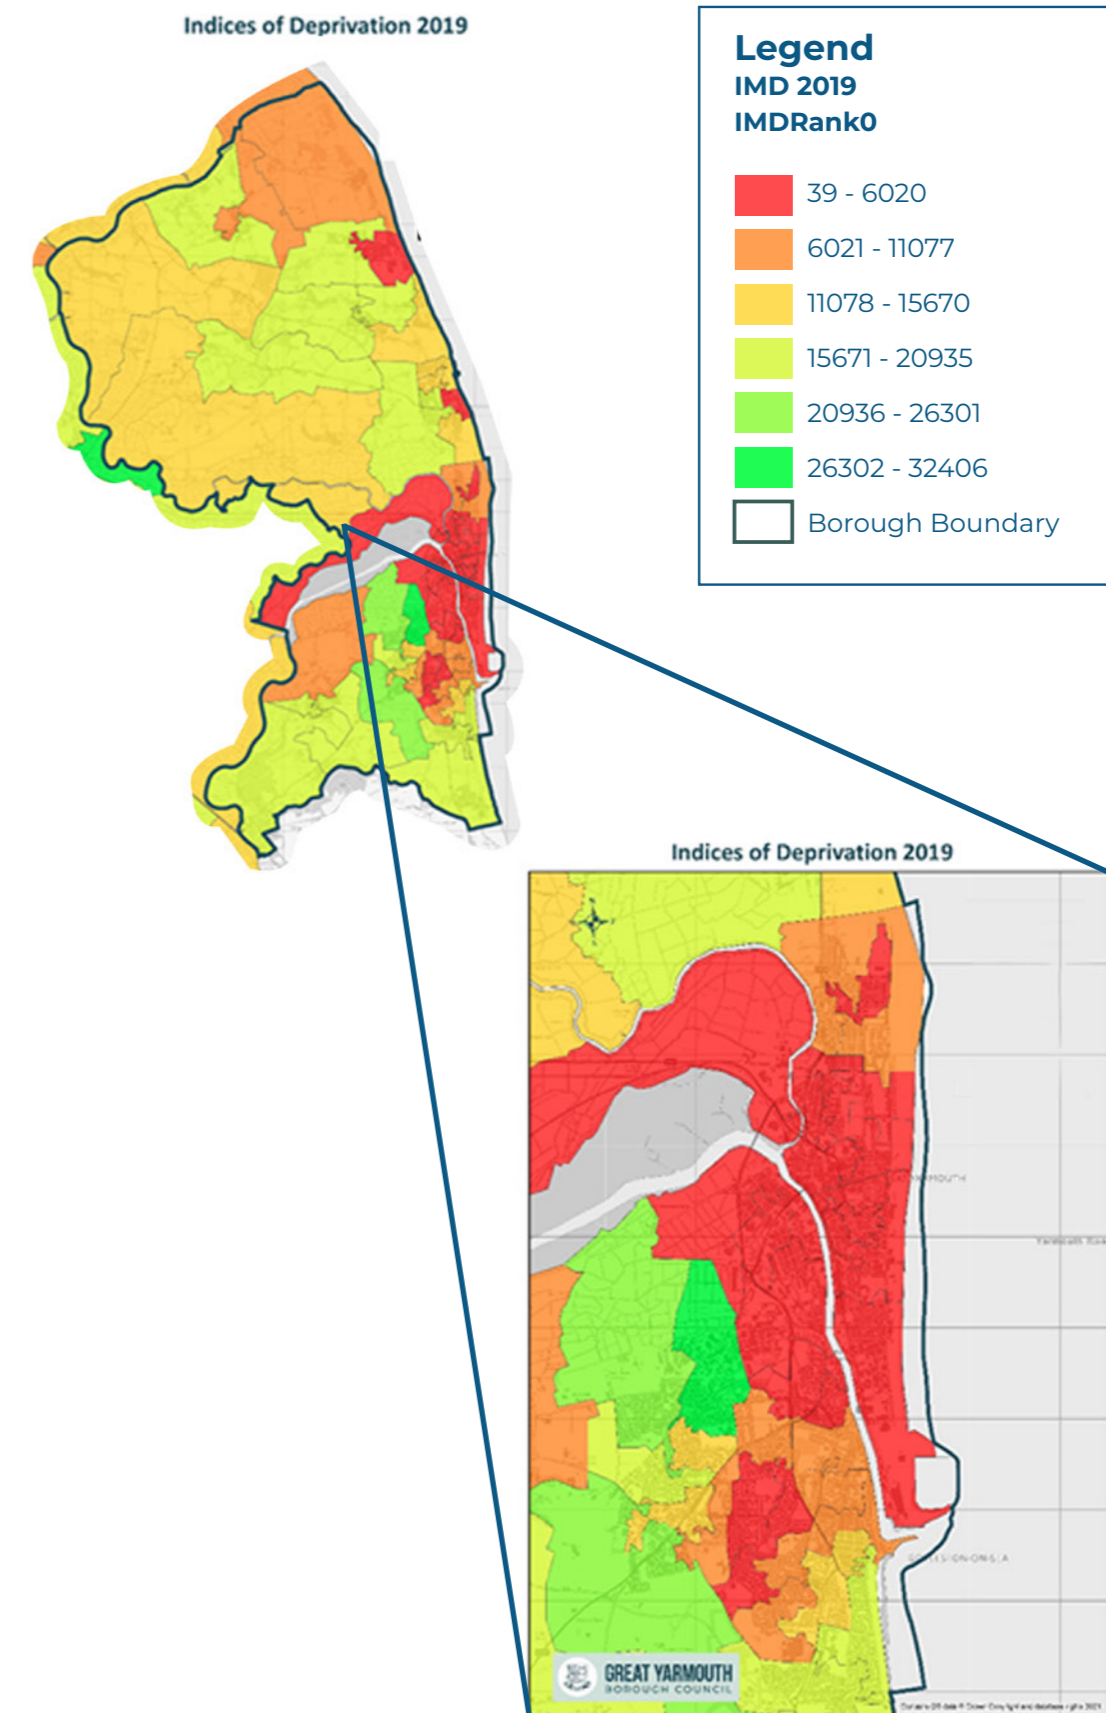 Indices of Deprivation 2019
Legend
IMD 2019
IMDRank0
39 - 6020
6021 - 11077
11078 - 15670
15671 - 20935
20936 - 26301
26302 - 32406
Borough Boundary
Indices of Deprivation 2019
YARMOUTH
GREAT YARMOUTH
BOROUGH COUNCIL